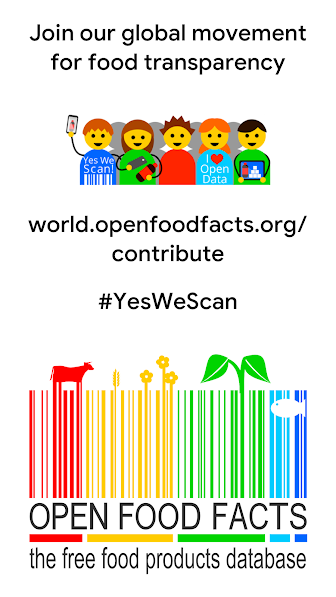 Join our global movement
for food transparency
Yes We
Scan!
I ❤
Open
Data
world.openfoodfacts.org/
contribute
#YesWeScan
OPEN FOOD FACTS
the free food products database